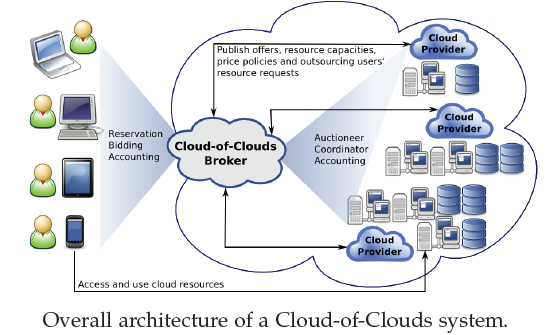 Publish offers, resource capacities,
price policies and outsourcing users'
resource requests
Cloud
Provider
Cloud
Provider
Reservation
Bidding
Accounting
Cloud-of-Clouds
Broker
Auctioneer
Coordinator
Accounting
Cloud
Provider
Access and use cloud resources
Overall architecture of a Cloud-of-Clouds system.